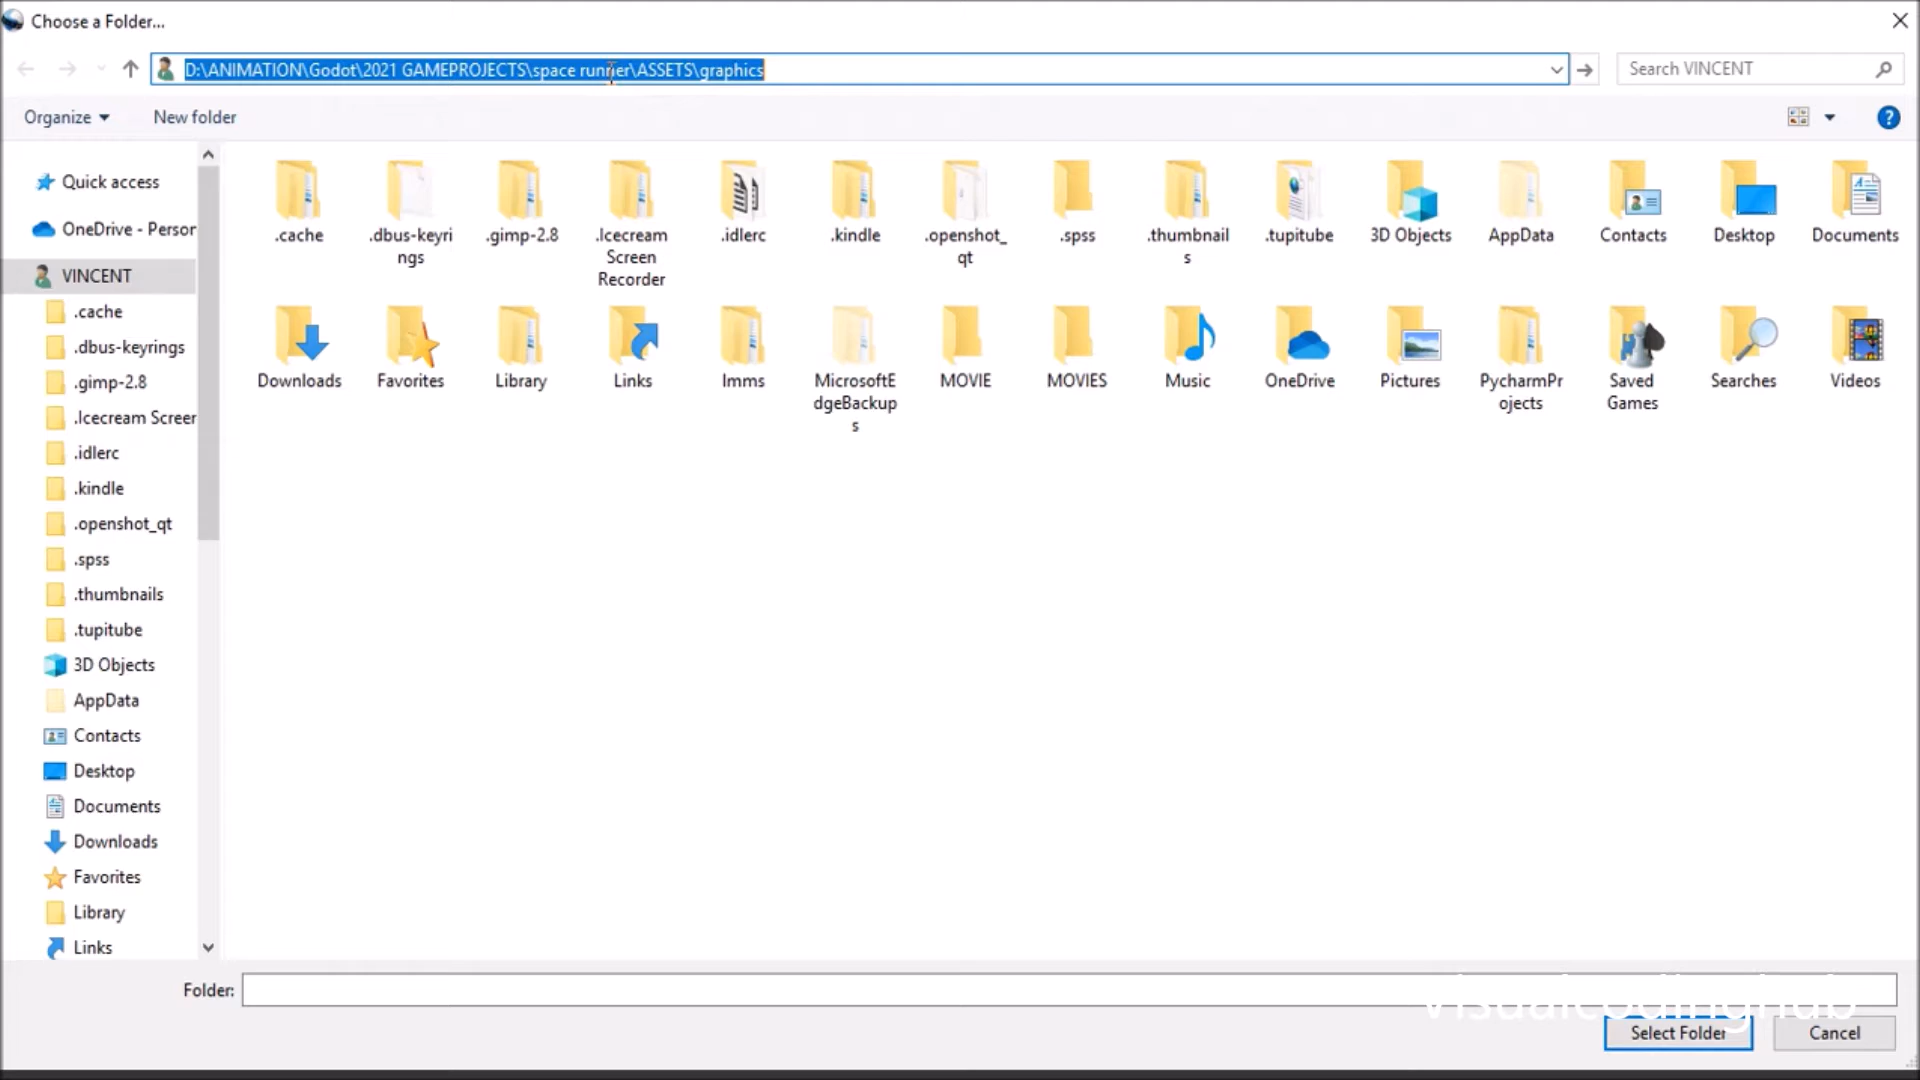 Choose a Folder...
D:\ANIMATION\Godot\2021 GAMEPROJECTS\space runner\ASSETS\graphics
Search VINCENT
Organize
New folder
Quick access
OneDrive - Person
VINCENT
.cache
.dbus-keyrings
.gimp-2.8
.Icecream Screen
.idlerc
.kindle
.openshot_qt
.spss
.thumbnails
.tupitube
3D Objects
AppData
Contacts
Desktop
Documents
Downloads
Favorites
Library
Links
.cache
.dbus-keyri
ngs
.gimp-2.8
.Icecream
Screen
Recorder
.idlerc
.kindle
.openshot_
qt
.spss
.thumbnail
s
.tupitube
3D Objects
AppData
Contacts
Desktop
Documents
Downloads
Favorites
Library
Links
lmms
MicrosoftE
dgeBackup
s
MOVIE
MOVIES
Music
OneDrive
Pictures
PycharmPr
ojects
Saved
Games
Searches
Videos
Folder:
visualcodinghub
Select Folder
Cancel